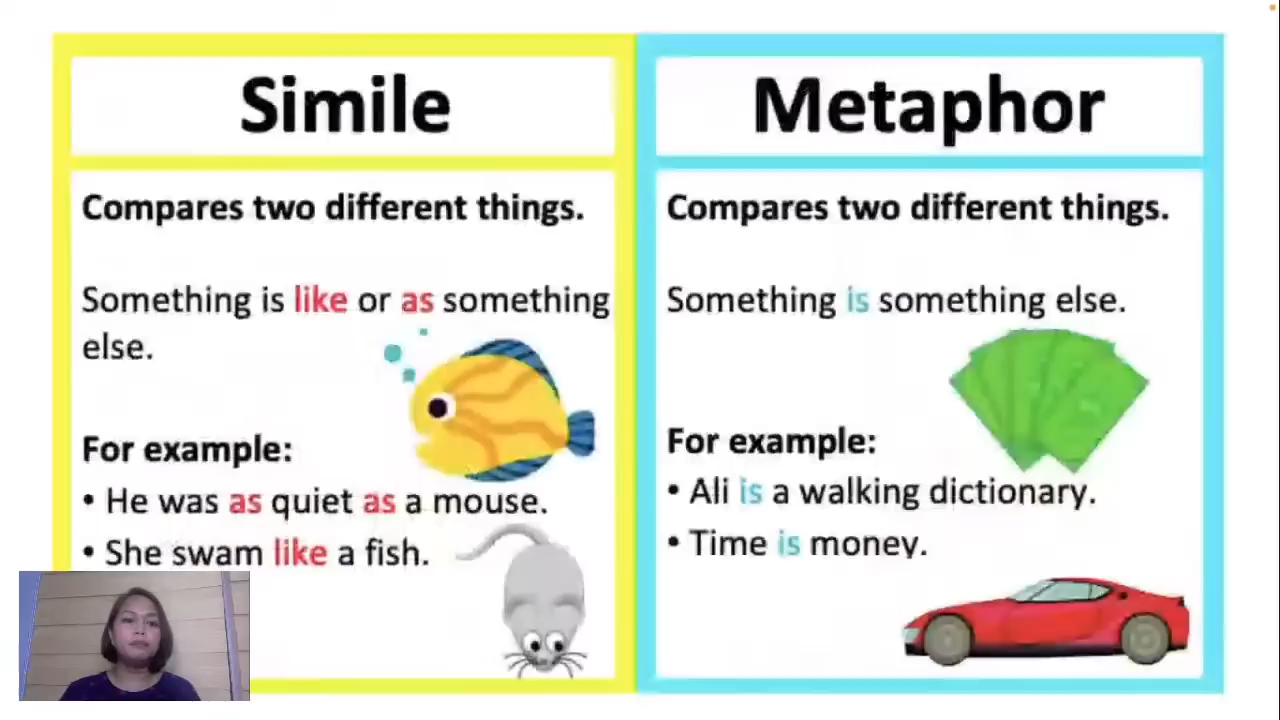 Simile
Compares two different things.
Something is like or as something
else.
For example:
• He was as quiet as a mouse.
• She swam like a fish.
Metaphor
Compares two different things.
Something is something else.
For example:
• Ali is a walking dictionary.
• Time is money.